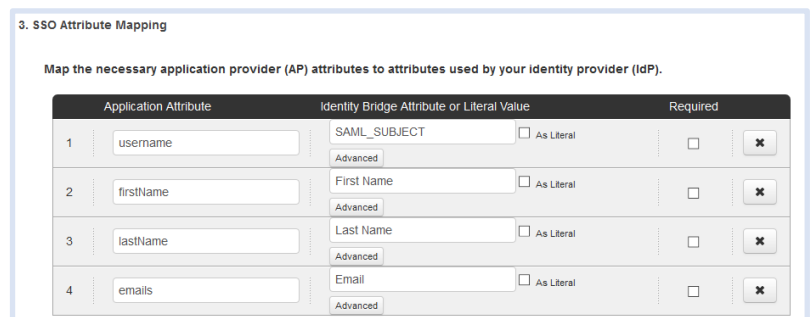 3. SSO Attribute Mapping
Map the necessary application provider (AP) attributes to attributes used by your identity provider (IdP).
Application Attribute Identity Bridge Attribute or Literal Value Required
1 username SAML_SUBJECT As Literal
Advanced
2 firstName First Name As Literal
Advanced
3 lastName Last Name As Literal
Advanced
4 emails Email As Literal
Advanced